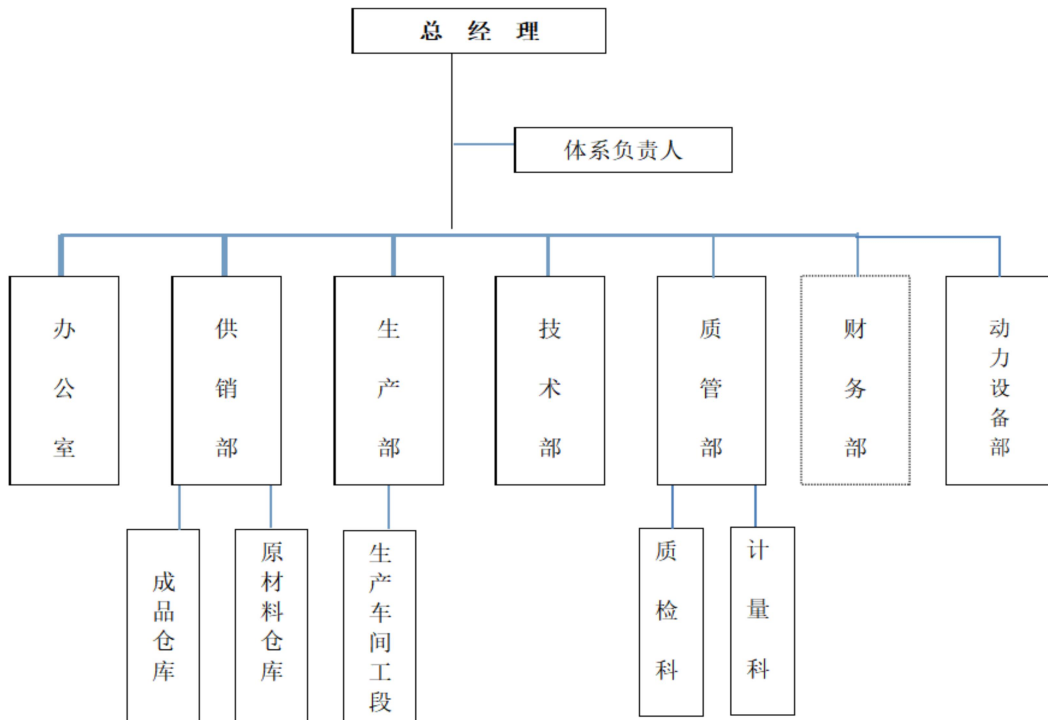 总 经 理
体系负责人
办公室
供销部
生产部
技术部
质管部
财务部
动力设备部
成品仓库
原材料仓库
生产车间工段
质检科
计量科